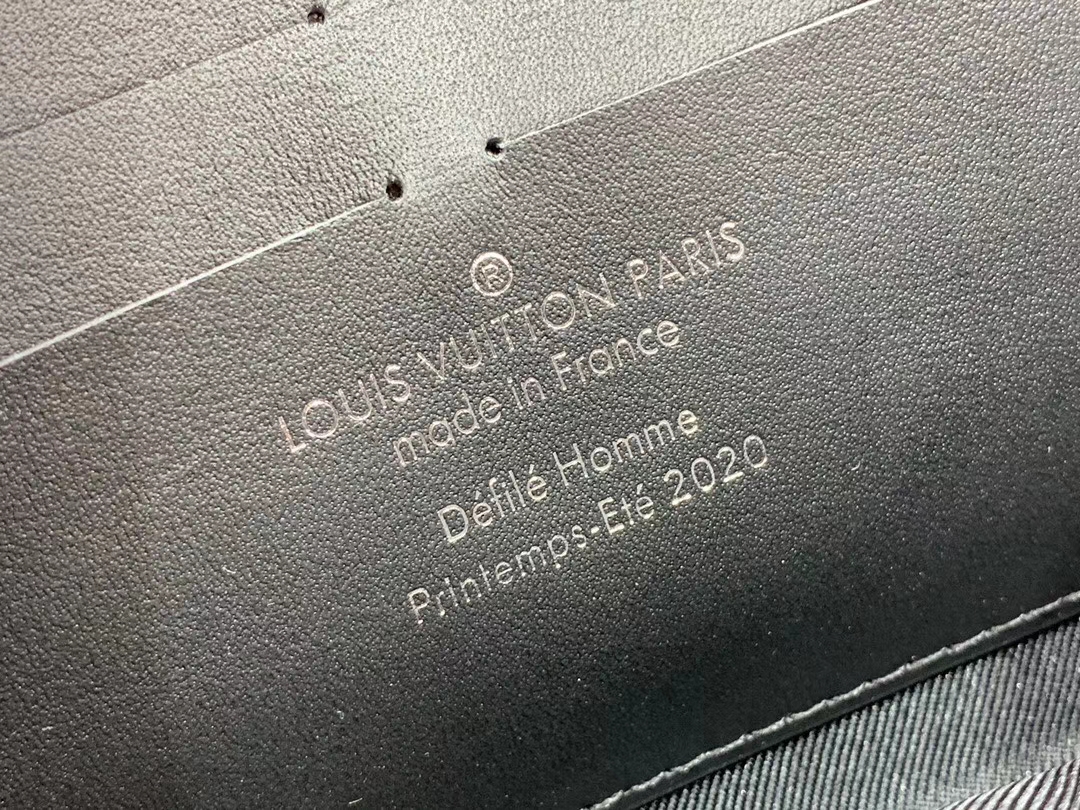 ®
LOUIS VUITTON PARIS
made in France
Défilé Homme
Printemps-Eté 2020